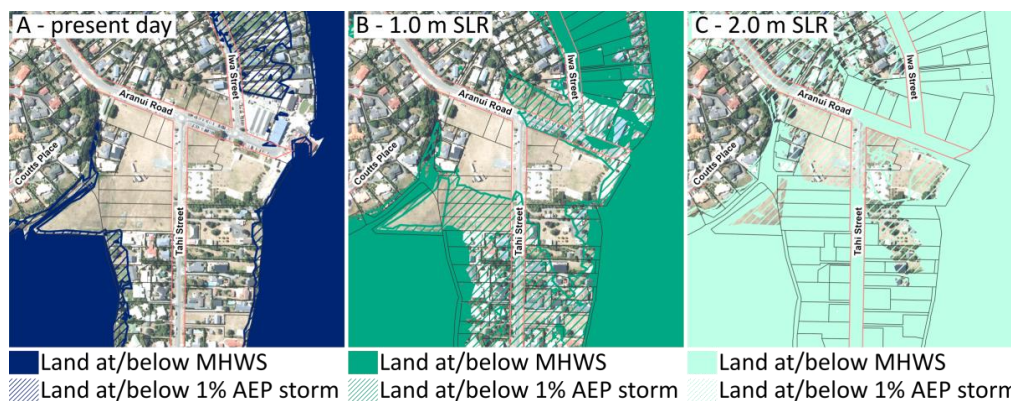 A - present day
Iwa Street
Aranui Road
Coutts Place
Tahi Street
Land at/below MHWS
Land at/below 1% AEP storm
B - 1.0 m SLR
Iwa Street
Aranui Road
Coutts Place
Tahi Street
Land at/below MHWS
Land at/below 1% AEP storm
C - 2.0 m SLR
Iwa Street
Aranui Road
Coutts Place
Tahi Street
Land at/below MHWS
Land at/below 1% AEP storm